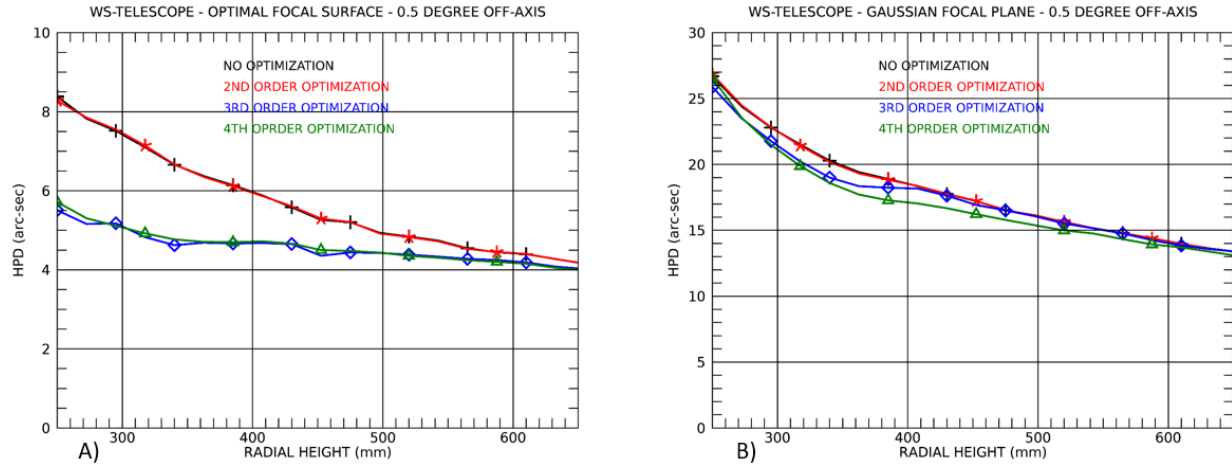 WS-TELESCOPE - OPTIMAL FOCAL SURFACE - 0.5 DEGREE OFF-AXIS
10
8
6
4
2
0
HPD (arc-sec)
NO OPTIMIZATION
2ND ORDER OPTIMIZATION
3RD ORDER OPTIMIZATION
4TH OPRDER OPTIMIZATION
300
400
500
600
A)
RADIAL HEIGHT (mm)
WS-TELESCOPE - GAUSSIAN FOCAL PLANE - 0.5 DEGREE OFF-AXIS
30
25
20
15
10
5
0
HPD (arc-sec)
NO OPTIMIZATION
2ND ORDER OPTIMIZATION
3RD ORDER OPTIMIZATION
4TH OPRDER OPTIMIZATION
300
400
500
600
B)
RADIAL HEIGHT (mm)